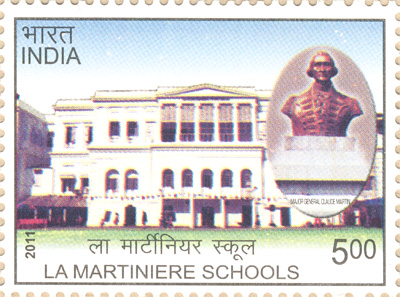 भारत
INDIA
MAJOR GENERAL CLAUDE MARTIN
2011
ला मार्टीनियर स्कूल
5.00
LA MARTINIERE SCHOOLS